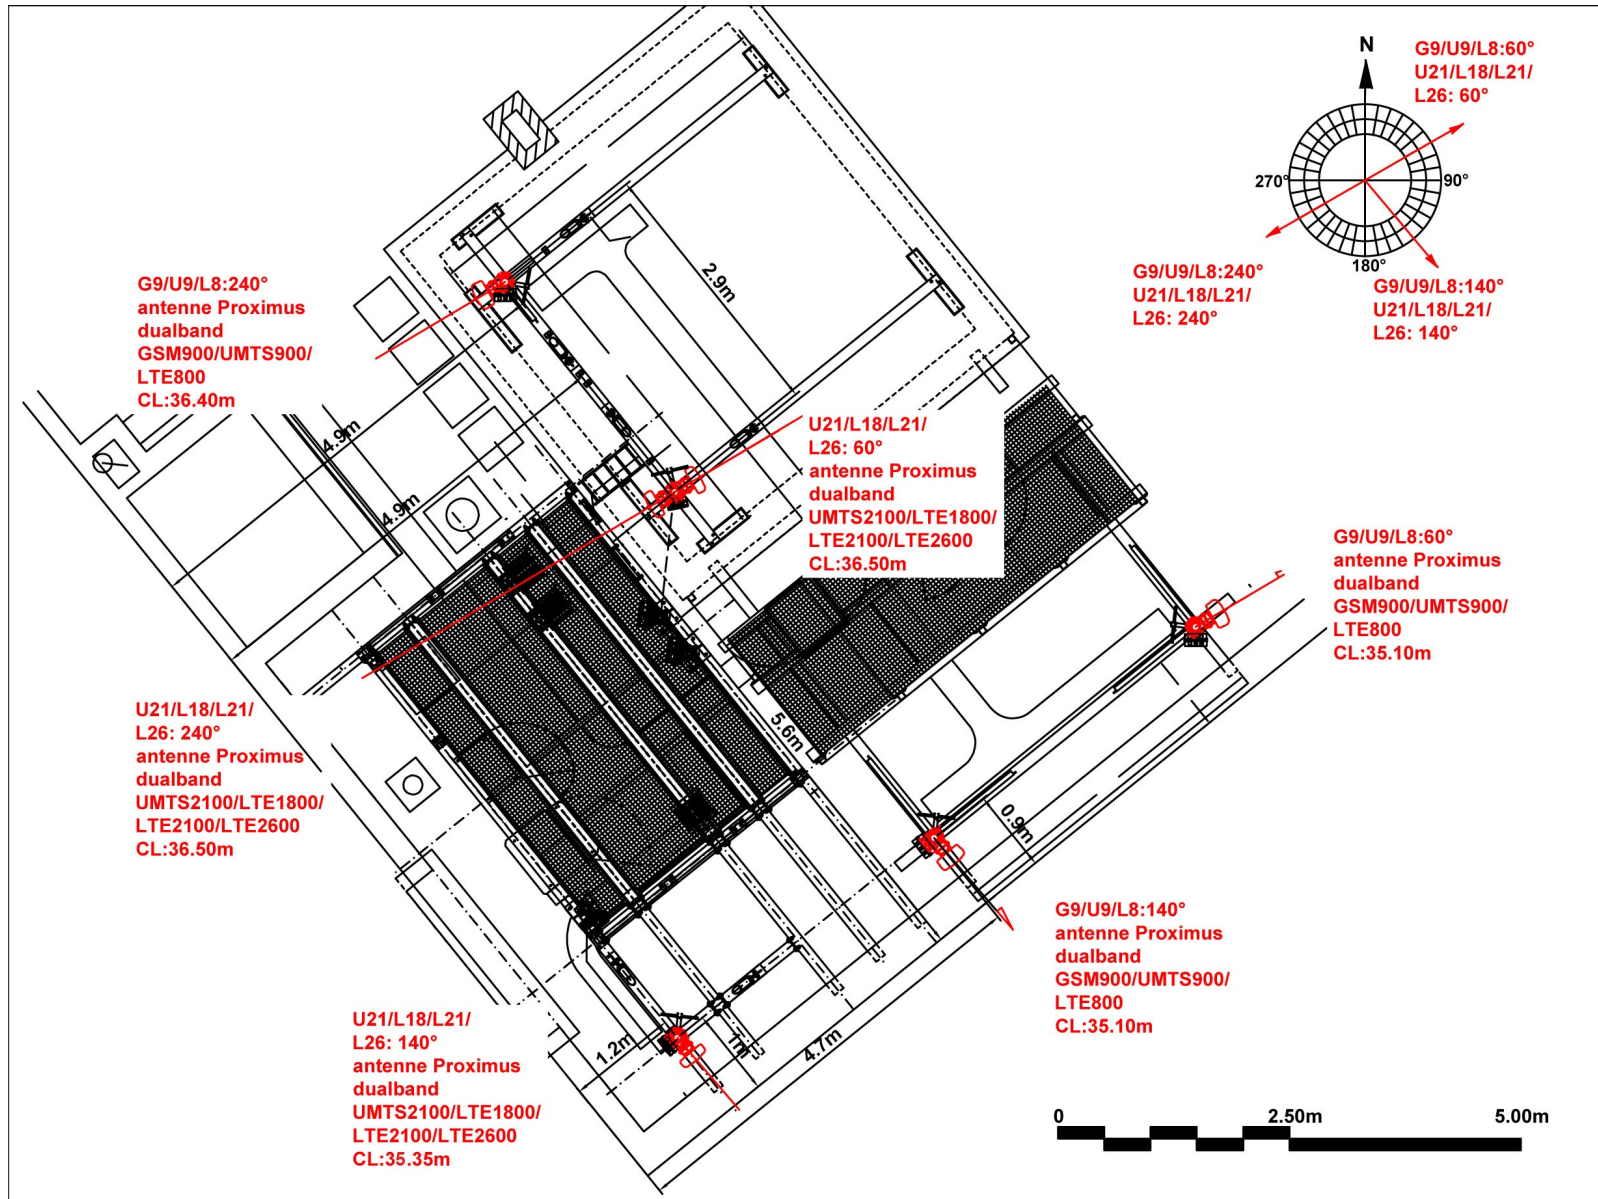 N
G9/U9/L8:60°
U21/L18/L21/
L26: 60°
270°
90°
180°
G9/U9/L8:240°
U21/L18/L21/
L26: 240°
G9/U9/L8:140°
U21/L18/L21/
L26: 140°
G9/U9/L8:240°
antenne Proximus
dualband
GSM900/UMTS900/
LTE800
CL:36.40m
2.9m
4.9m
4.9m
U21/L18/L21/
L26: 60°
antenne Proximus
dualband
UMTS2100/LTE1800/
LTE2100/LTE2600
CL:36.50m
G9/U9/L8:60°
antenne Proximus
dualband
GSM900/UMTS900/
LTE800
CL:35.10m
U21/L18/L21/
L26: 240°
antenne Proximus
dualband
UMTS2100/LTE1800/
LTE2100/LTE2600
CL:36.50m
5.6m
0.9m
G9/U9/L8:140°
antenne Proximus
dualband
GSM900/UMTS900/
LTE800
CL:35.10m
U21/L18/L21/
L26: 140°
antenne Proximus
dualband
UMTS2100/LTE1800/
LTE2100/LTE2600
CL:35.35m
1.2m
1m
4.7m
0 2.50m 5.00m